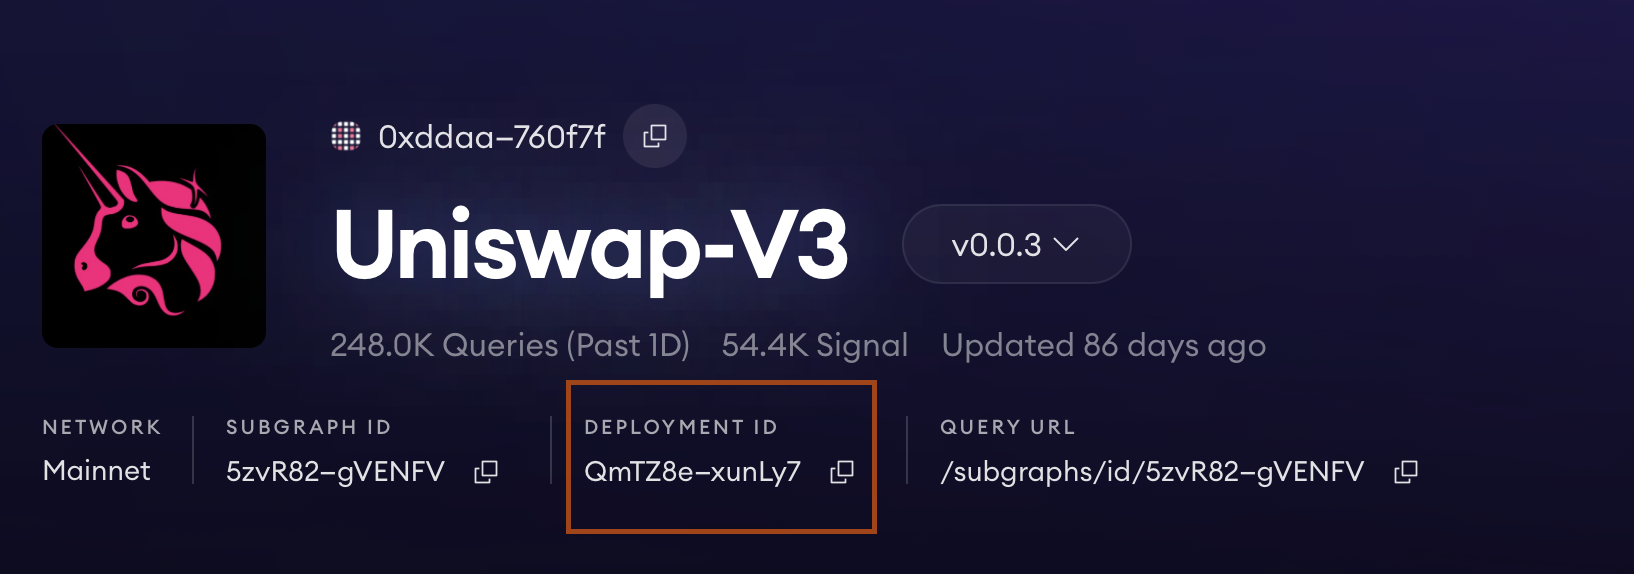 0xddaa–760f7f
Uniswap-V3
v0.0.3
248.0K Queries (Past 1D) 54.4K Signal Updated 86 days ago
NETWORK SUBGRAPH ID DEPLOYMENT ID QUERY URL
Mainnet 5zvR82–gVENFV QmTZ8e–xunLy7 /subgraphs/id/5zvR82–gVENFV